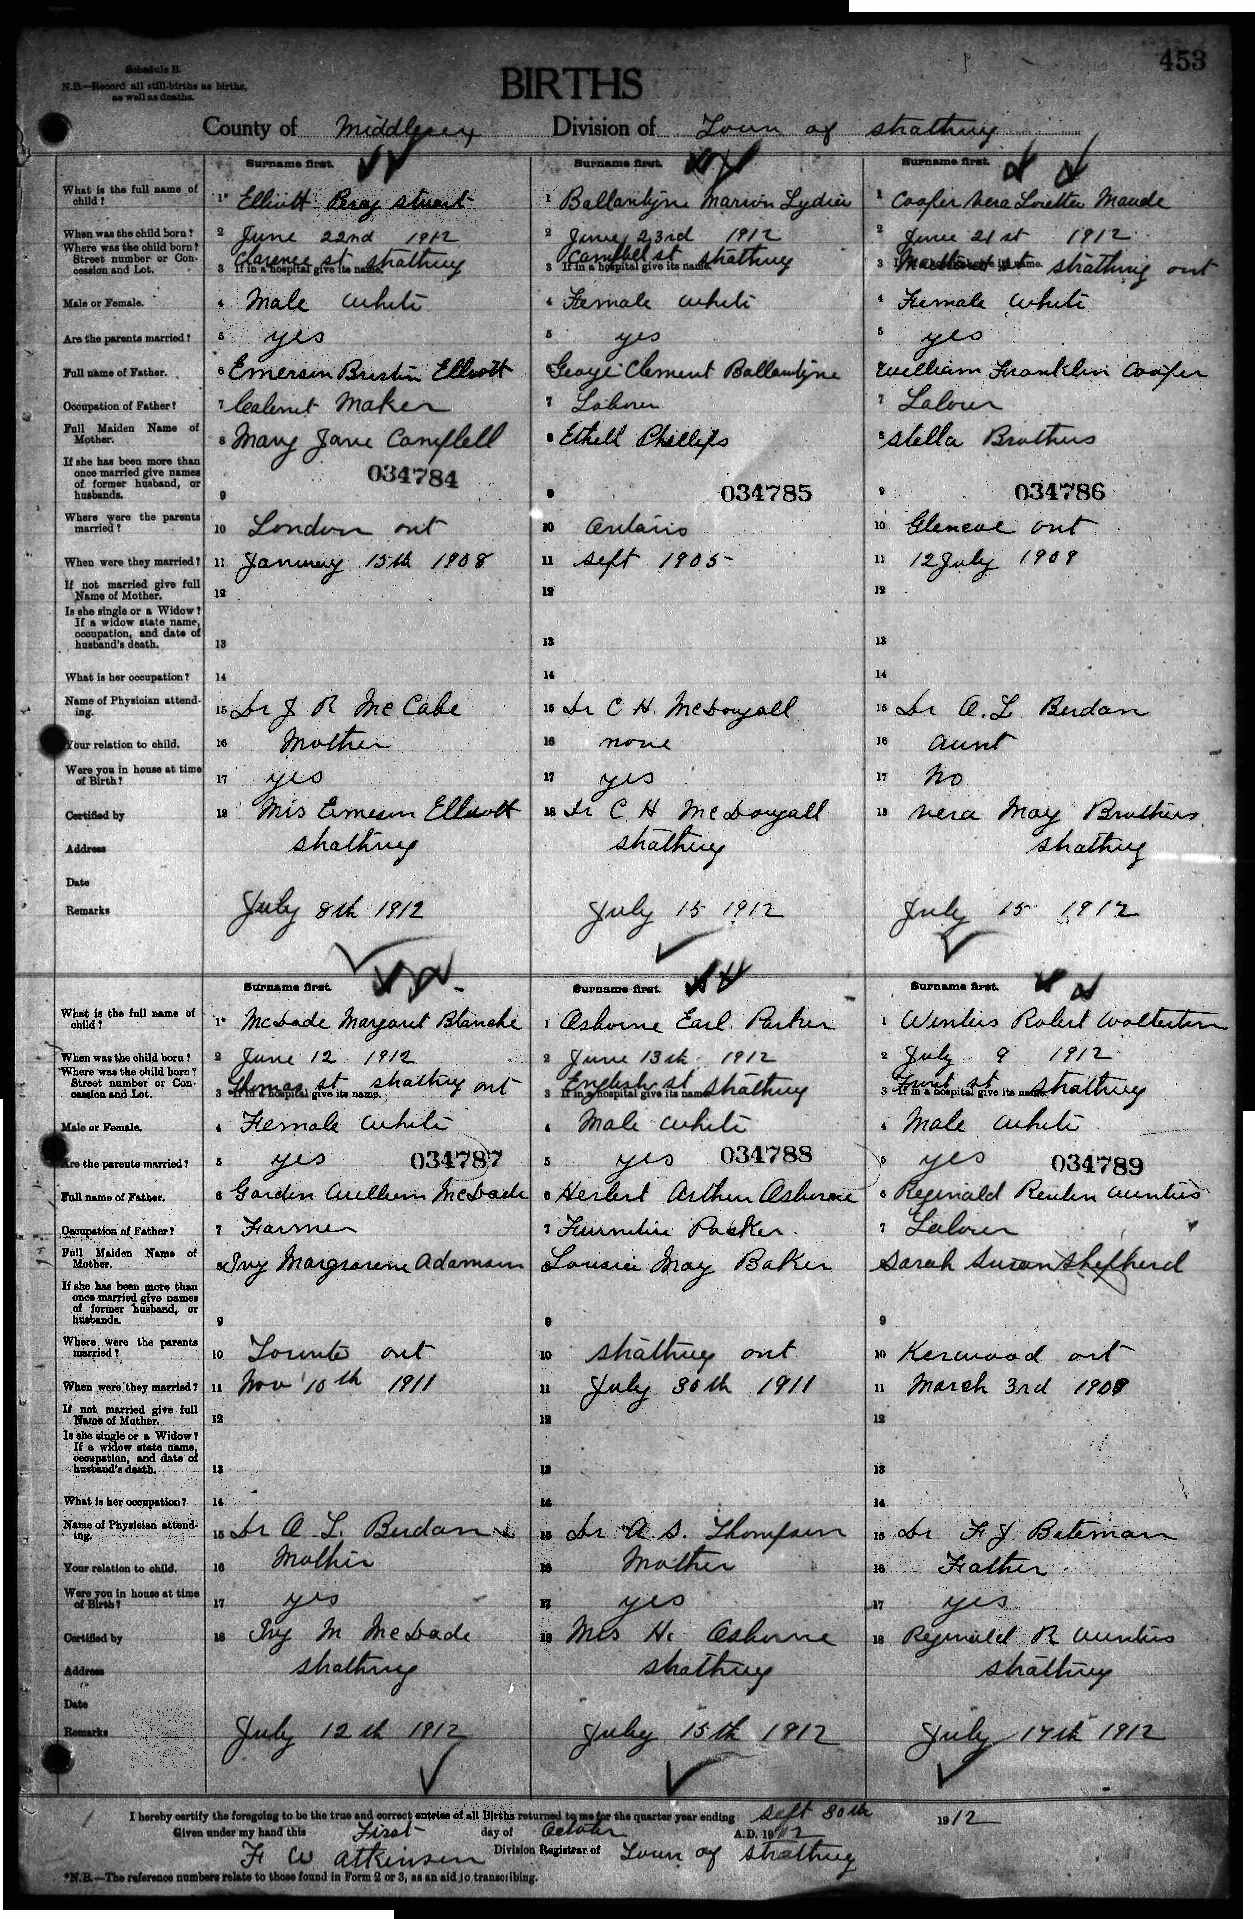 453
Schedule B.
N.B.—Record all still-births as births, as well as deaths.
BIRTHS
County of Middlesex Division of Town of Strathroy
Surname first. Surname first. Surname first.
What is the full name of child? 1* Elliott Percy Stuart 1 Ballantyne Marion Lydia 1 Cooper Vera Loretta Maude
When was the child born? 2 June 22nd 1912 2 June 23rd 1912 2 June 21st 1912
Where was the child born? Street number or Concession and Lot. 3 If in a hospital give its name. Clarence st Strathroy 3 If in a hospital give its name. Campbell st Strathroy 3 st Strathroy ont
Male or Female. 4 Male White 4 Female White 4 Female White
Are the parents married? 5 yes 5 yes 5 yes
Full name of Father. 6 Emerson Elliott 6 George Clement Ballantyne William Franklin Cooper
Occupation of Father? 7 Cabinet Maker 7 Labour 7 Labour
Full Maiden Name of Mother. 8 Mary Jane Campbell 8 Ethell Phillips 8 Stella Brothers
If she has been more than once married give names of former husband, or husbands. 9 034784 9 034785 9 034786
Where were the parents married? 10 London ont 10 Ontario 10 Glencoe ont
When were they married? 11 January 15th 1908 11 Sept 1905 11 12 July 1909
If not married give full Name of Mother. 12 12 12
Is she single or a Widow? If a widow state name, occupation, and date of husband's death. 13 13 13
What is her occupation? 14 14 14
Name of Physician attending. 15 Dr J R McCabe 15 Dr C H McDougall 15 Dr A. L Berdan
Your relation to child. 16 Mother 16 none 16 aunt
Were you in house at time of Birth? 17 yes 17 yes 17 No
Certified by 18 Mrs Emerson Elliott 18 Dr C H McDougall 18 Vera May Brothers
Address Strathroy Strathroy Strathroy
Date
Remarks July 8th 1912 July 15 1912 July 15 1912
Surname first. Surname first. Surname first.
What is the full name of child? 1* McDade Margaret Blanche 1 Osborne Earl Parker 1 Winters Robert
When was the child born? 2 June 12 1912 2 June 13th 1912 2 July 9 1912
Where was the child born? Street number or Concession and Lot. 3 If in a hospital give its name. Thomas st Strathroy ont 3 If in a hospital give its name. English st Strathroy 3 If in a hospital give its name. Front st Strathroy
Male or Female. 4 Female White 4 Male White 4 Male White
Are the parents married? 5 yes 034787 5 yes 034788 5 yes 034789
Full name of Father. 6 Gordon William McDade 6 Herbert Arthur Osborne 6 Reginald Reuben Winters
Occupation of Father? 7 Farmer 7 Furniture Packer 7 Labour
Full Maiden Name of Mother. 8 Ivy Adamson Louisa May Baker Sarah Susan Shepherd
If she has been more than once married give names of former husband, or husbands. 9 9 9
Where were the parents married? 10 Toronto ont 10 Strathroy ont 10 Kerwood ont
When were they married? 11 Nov 10th 1911 11 July 30th 1911 11 March 3rd 1908
If not married give full Name of Mother. 12 12 12
Is she single or a Widow? If a widow state name, occupation, and date of husband's death. 13 13 13
What is her occupation? 14 14 14
Name of Physician attending. 15 Dr A L. Berdan 15 Dr A S. Thompson 15 Dr F J Bateman
Your relation to child. 16 Mother 16 Mother 16 Father
Were you in house at time of Birth? 17 yes 17 yes 17 yes
Certified by 18 Ivy M McDade 18 Mrs H. Osborne 18 Reginald R Winters
Address Strathroy Strathroy Strathroy
Date
Remarks July 12th 1912 July 15th 1912 July 17th 1912
I hereby certify the foregoing to be the true and correct entries of all Births returned to me for the quarter year ending Sept 30th 1912
Given under my hand this First day of October A.D. 1912
F W Atkinson Division Registrar of Town of Strathroy
*N.B.—The reference numbers relate to those found in Form 2 or 3, as an aid to transcribing.